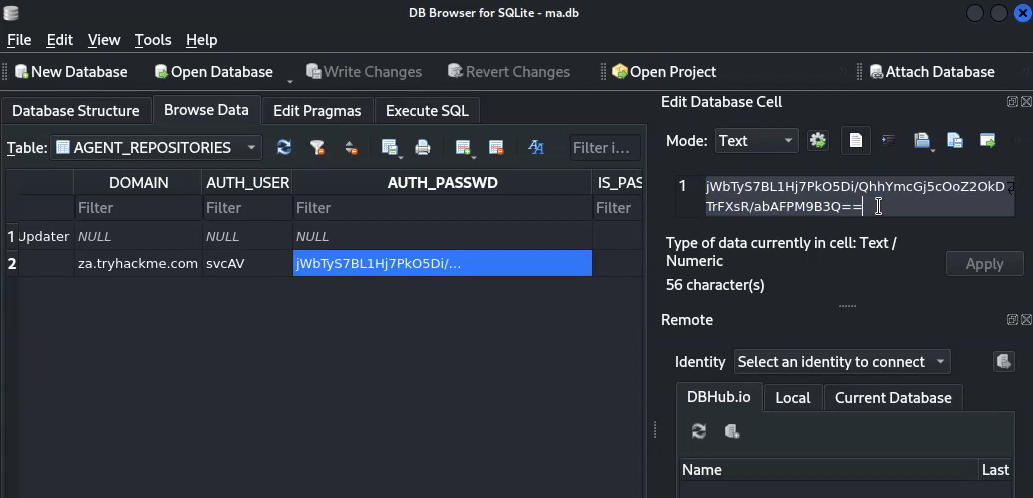 DB Browser for SQLite - ma.db
File Edit View Tools Help
New Database Open Database Write Changes Revert Changes Open Project Attach Database
Database Structure Browse Data Edit Pragmas Execute SQL
Table: AGENT_REPOSITORIES Filter i...
DOMAIN AUTH_USER AUTH_PASSWD IS_PAS
Filter Filter Filter Filter
1 Updater NULL NULL NULL
2 za.tryhackme.com svcAV jWbTyS7BL1Hj7PkO5Di/...
Edit Database Cell
Mode: Text
1 jWbTyS7BL1Hj7PkO5Di/QhhYmcGj5cOoZ2OkD
TrFXsR/abAFPM9B3Q==
Type of data currently in cell: Text /
Numeric
Apply
56 character(s)
Remote
Identity Select an identity to connect
DBHub.io Local Current Database
Name Last